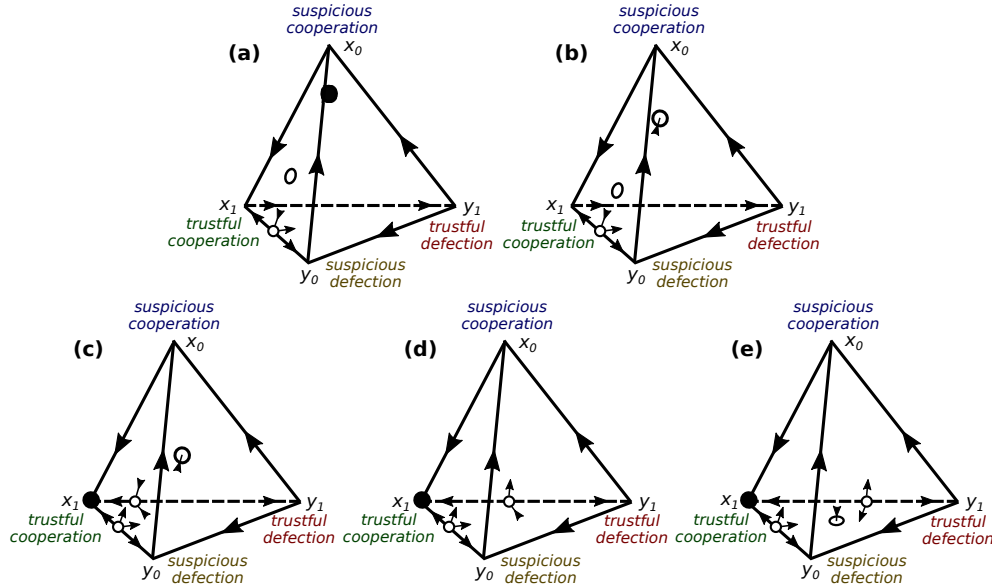 suspicious
cooperation
(a)
x0
x1
y1
trustful
cooperation
trustful
defection
y0
suspicious
defection
suspicious
cooperation
(b)
x0
x1
y1
trustful
cooperation
trustful
defection
y0
suspicious
defection
suspicious
cooperation
(c)
x0
x1
y1
trustful
cooperation
trustful
defection
y0
suspicious
defection
suspicious
cooperation
(d)
x0
x1
y1
trustful
cooperation
trustful
defection
y0
suspicious
defection
suspicious
cooperation
(e)
x0
x1
y1
trustful
cooperation
trustful
defection
y0
suspicious
defection